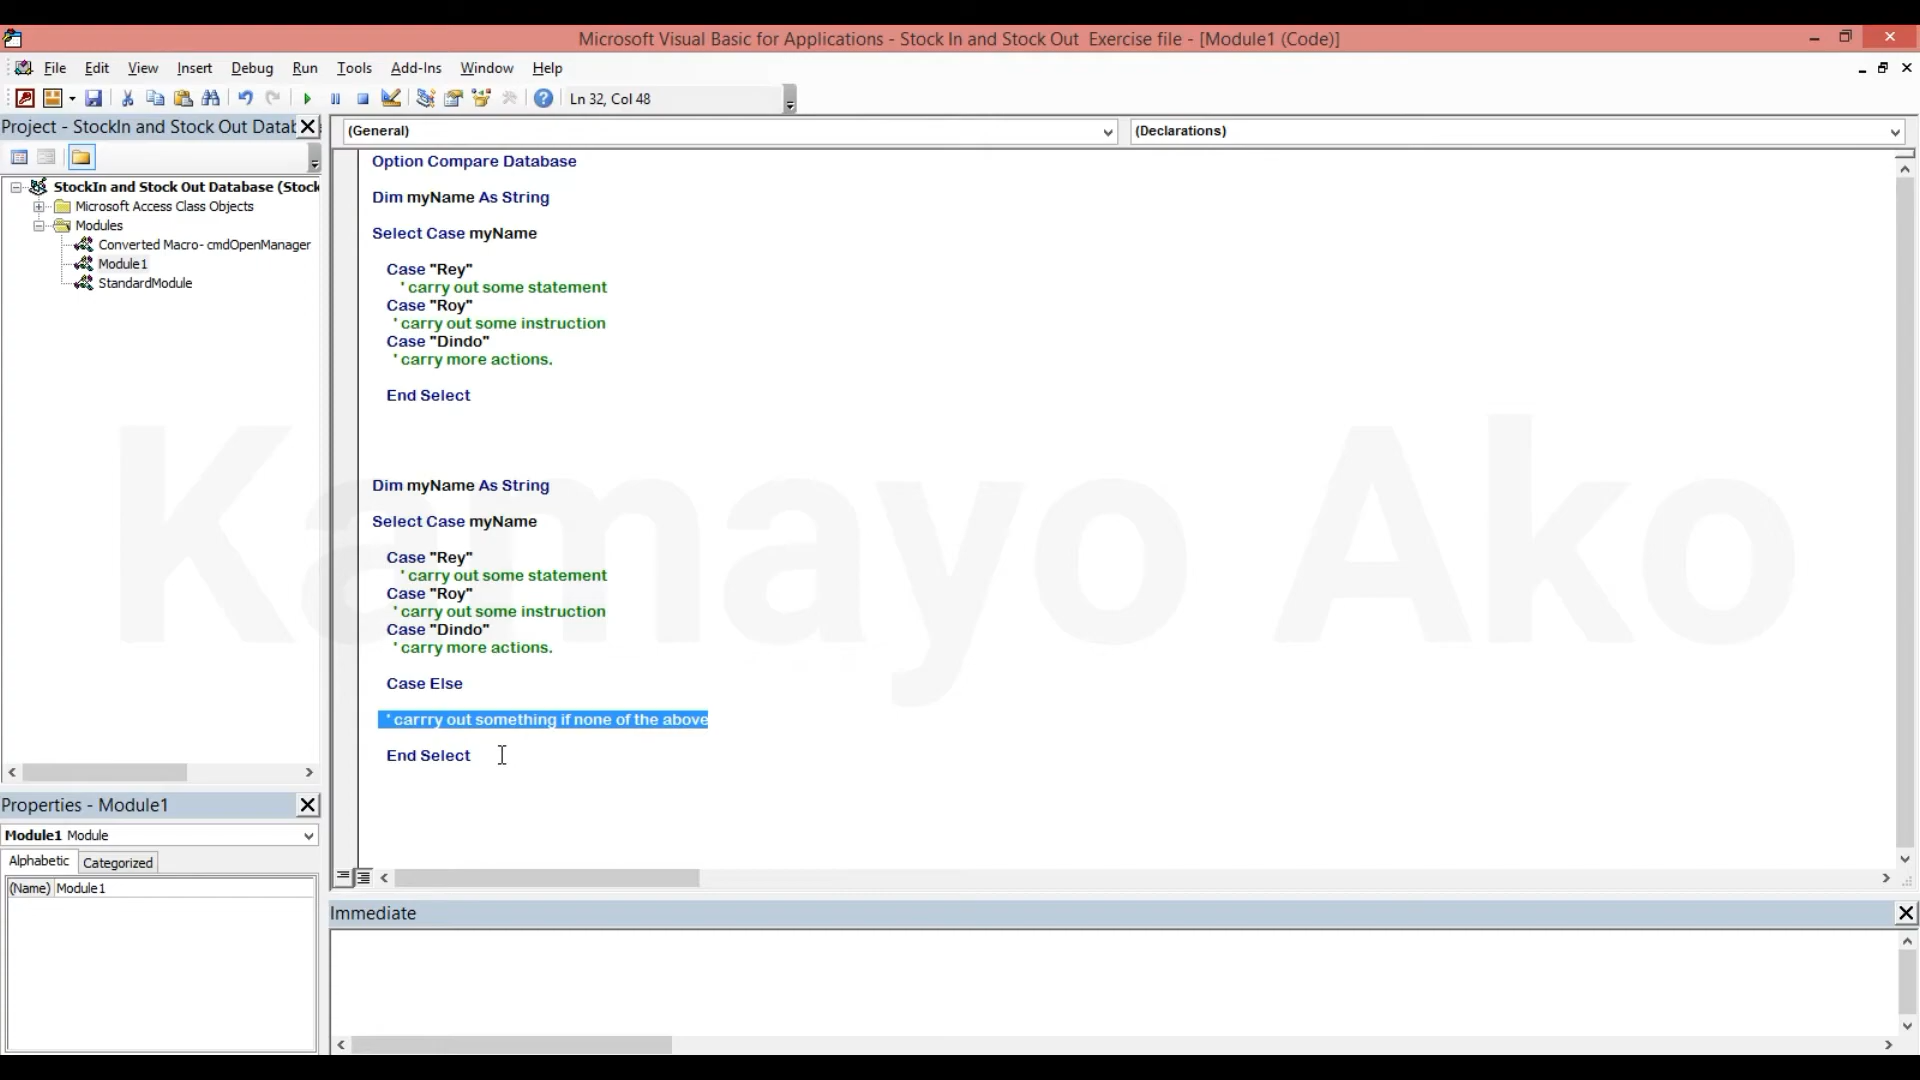 Microsoft Visual Basic for Applications - Stock In and Stock Out Exercise file - [Module1 (Code)]
File Edit View Insert Debug Run Tools Add-Ins Window Help
Ln 32, Col 48
Project - StockIn and Stock Out Datab
(General)
(Declarations)
StockIn and Stock Out Database (Stock
Microsoft Access Class Objects
Modules
Converted Macro- cmdOpenManager
Module1
StandardModule
Option Compare Database
Dim myName As String
Select Case myName
Case "Rey"
' carry out some statement
Case "Roy"
' carry out some instruction
Case "Dindo"
' carry more actions.
End Select
Dim myName As String
Select Case myName
Case "Rey"
' carry out some statement
Case "Roy"
' carry out some instruction
Case "Dindo"
' carry more actions.
Case Else
' carrry out something if none of the above
End Select
Kamayo Ako
Properties - Module1
Module1 Module
Alphabetic Categorized
(Name) Module1
Immediate